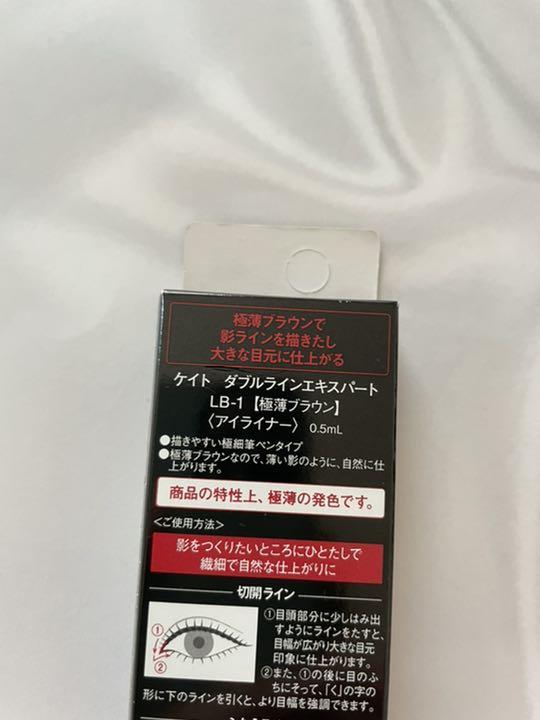 極薄ブラウンで
影ラインを描きたし
大きな目元に仕上がる
ケイト ダブルラインエキスパート
LB-1【極薄ブラウン】
〈アイライナー〉 0.5mL
●描きやすい極細筆ペンタイプ
●極薄ブラウンなので、薄い影のように、自然に仕
上がります。
商品の特性上、極薄の発色です。
<ご使用方法>
影をつくりたいところにひとたしで
繊細で自然な仕上がりに
切開ライン
①目頭部分に少しはみ出
すようにラインをたすと、
目幅が広がり大きな目元
印象に仕上がります。
②また、①の後に目のふ
ちにそって、「く」の字の
形に下のラインを引くと、より目幅を強調できます。
①
②